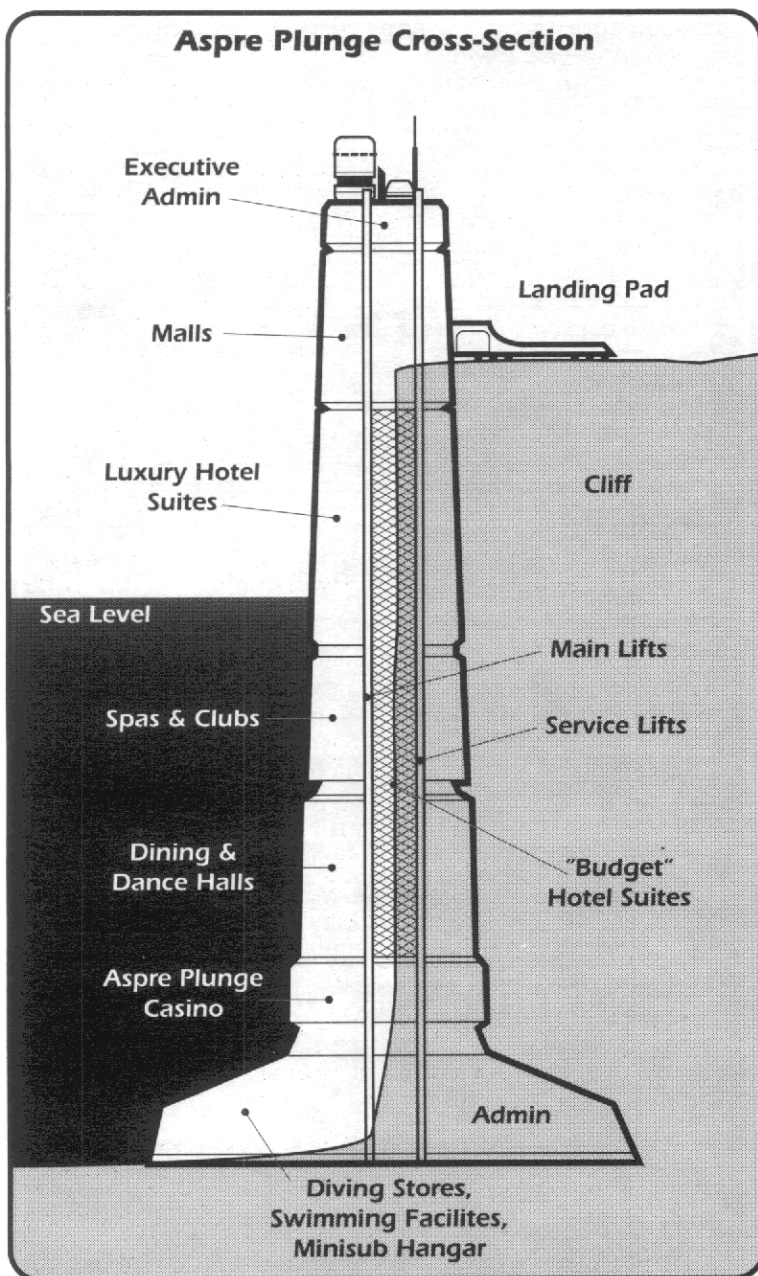 Aspre Plunge Cross-Section
Executive
Admin
Landing Pad
Malls
Luxury Hotel
Suites
Cliff
Sea Level
Main Lifts
Spas & Clubs
Service Lifts
Dining &
Dance Halls
"Budget"
Hotel Suites
Aspre Plunge
Casino
Admin
Diving Stores,
Swimming Facilites,
Minisub Hangar